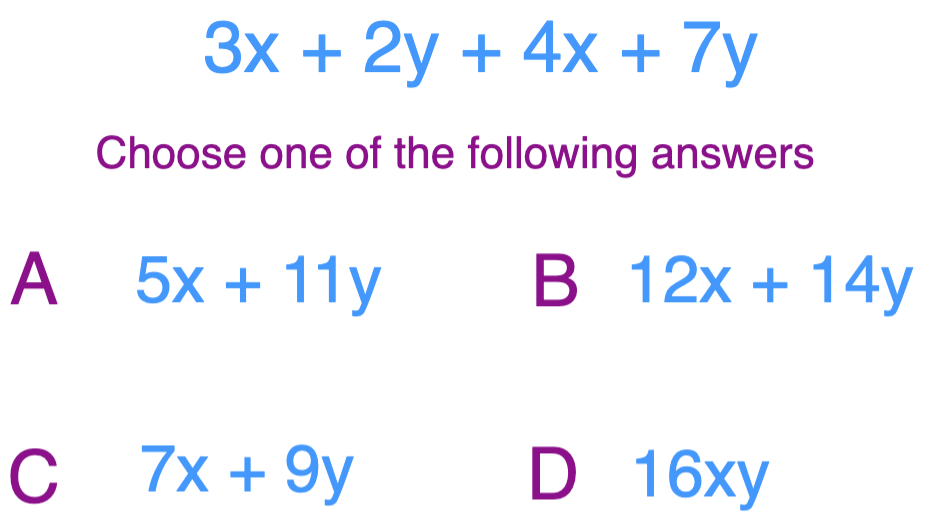 3x + 2y + 4x + 7y
Choose one of the following answers
A 5x + 11y B 12x + 14y
C 7x + 9y D 16xy